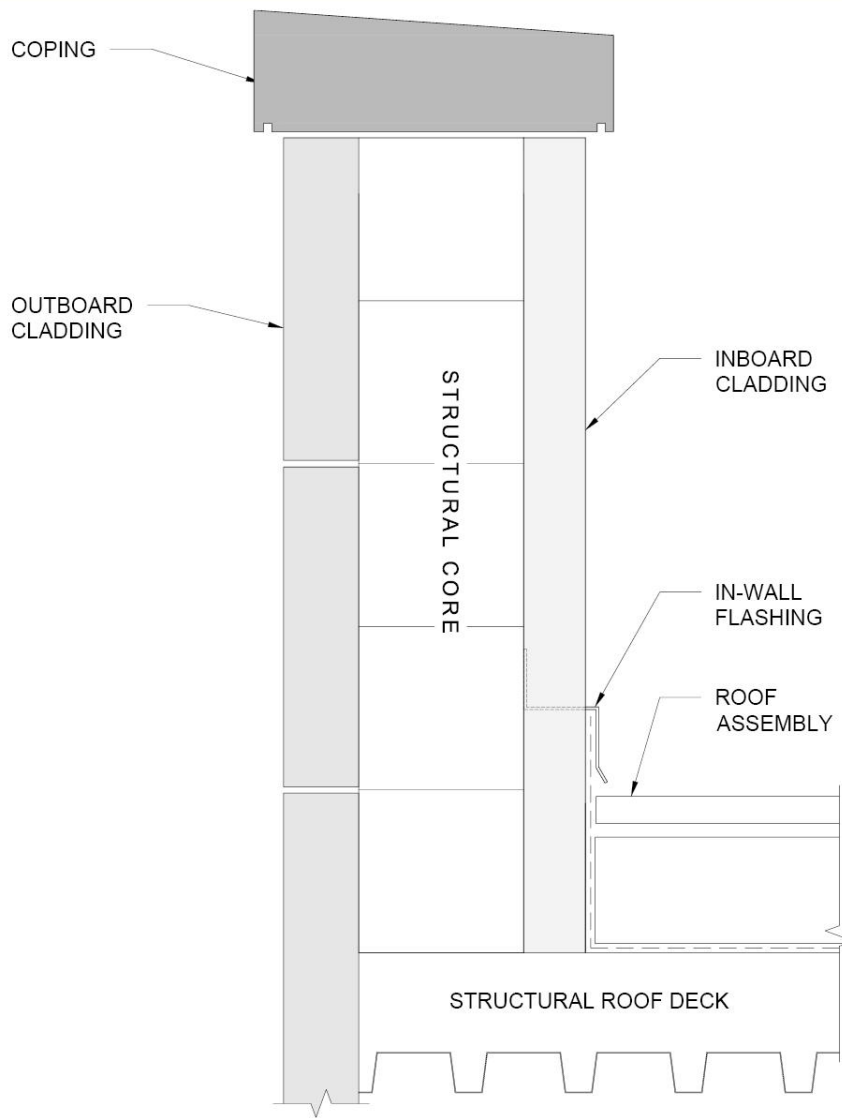 COPING
OUTBOARD
CLADDING
STRUCTURAL CORE
INBOARD
CLADDING
IN-WALL
FLASHING
ROOF
ASSEMBLY
STRUCTURAL ROOF DECK